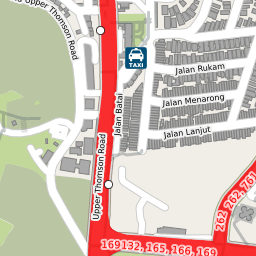 Upper Thomson Road
TAXI
Jalan Rukam
Jalan Batai
Jalan Menarong
Jalan Lanjut
Upper Thomson Road
262 262, 761
169132, 165, 166, 169